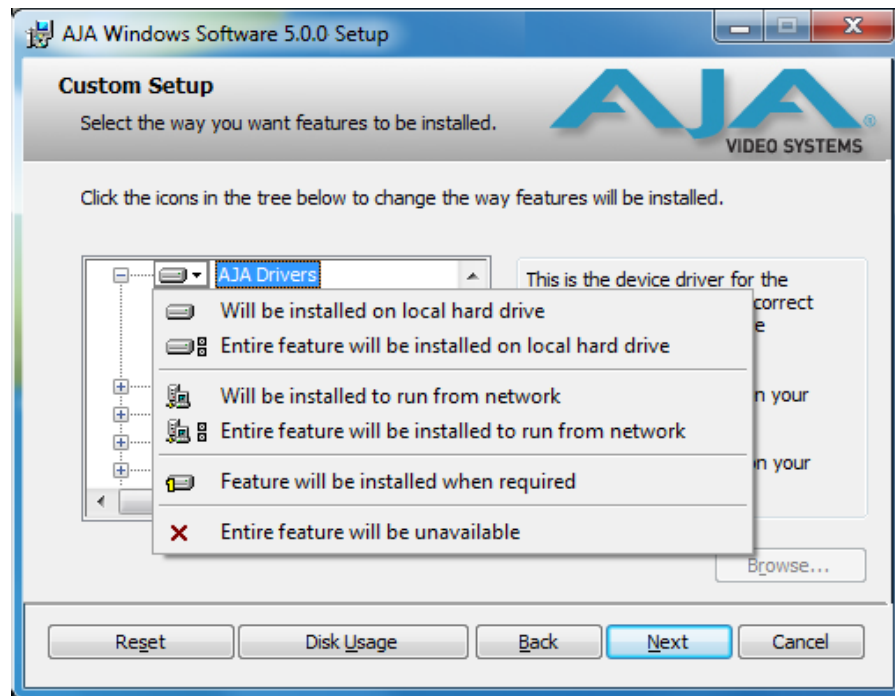 AJA Windows Software 5.0.0 Setup
Custom Setup
Select the way you want features to be installed.
AJA®
VIDEO SYSTEMS
Click the icons in the tree below to change the way features will be installed.
AJA Drivers
This is the device driver for the
correct
e
n your
on your
Will be installed on local hard drive
Entire feature will be installed on local hard drive
Will be installed to run from network
Entire feature will be installed to run from network
Feature will be installed when required
Entire feature will be unavailable
Browse...
Reset Disk Usage Back Next Cancel